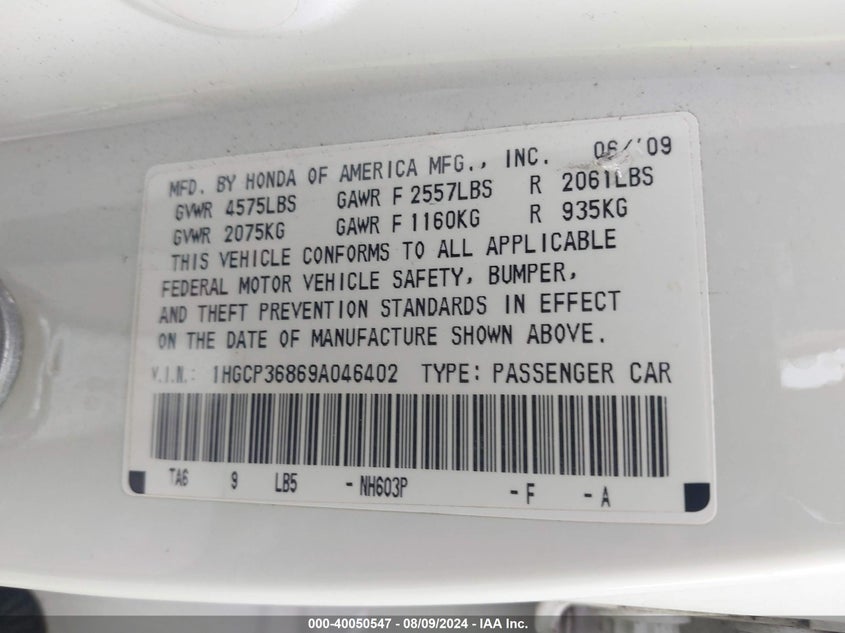 MFD. BY HONDA OF AMERICA MFG., INC. 06/'09
GVWR 4575LBS GAWR F 2557LBS R 2061LBS
GVWR 2075KG GAWR F 1160KG R 935KG
THIS VEHICLE CONFORMS TO ALL APPLICABLE
FEDERAL MOTOR VEHICLE SAFETY, BUMPER,
AND THEFT PREVENTION STANDARDS IN EFFECT
ON THE DATE OF MANUFACTURE SHOWN ABOVE.
V.I.N.: 1HGCP36869A046402 TYPE: PASSENGER CAR
TA6 9 LB5 - NH603P - F - A
000-40050547 - 08/09/2024 - IAA Inc.